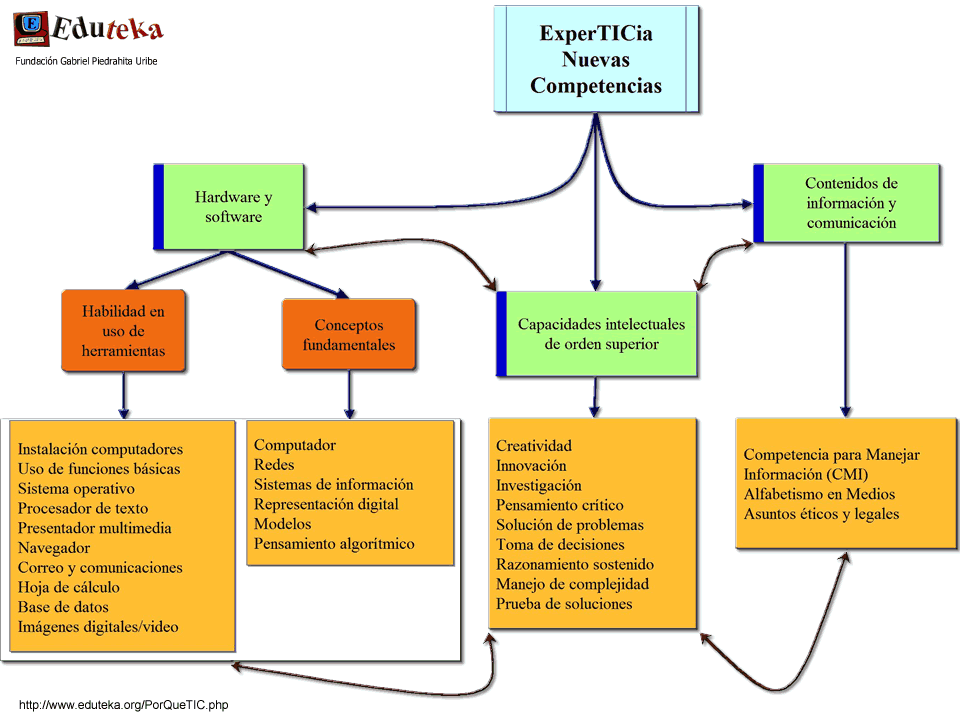 Eduteka
Fundación Gabriel Piedrahita Uribe
ExperTICia
Nuevas
Competencias
Hardware y
software
Contenidos de
información y
comunicación
Habilidad en
uso de
herramientas
Conceptos
fundamentales
Capacidades intelectuales
de orden superior
Instalación computadores
Uso de funciones básicas
Sistema operativo
Procesador de texto
Presentador multimedia
Navegador
Correo y comunicaciones
Hoja de cálculo
Base de datos
Imágenes digitales/video
Computador
Redes
Sistemas de información
Representación digital
Modelos
Pensamiento algorítmico
Creatividad
Innovación
Investigación
Pensamiento crítico
Solución de problemas
Toma de decisiones
Razonamiento sostenido
Manejo de complejidad
Prueba de soluciones
Competencia para Manejar
Información (CMI)
Alfabetismo en Medios
Asuntos éticos y legales
http://www.eduteka.org/PorQueTIC.php